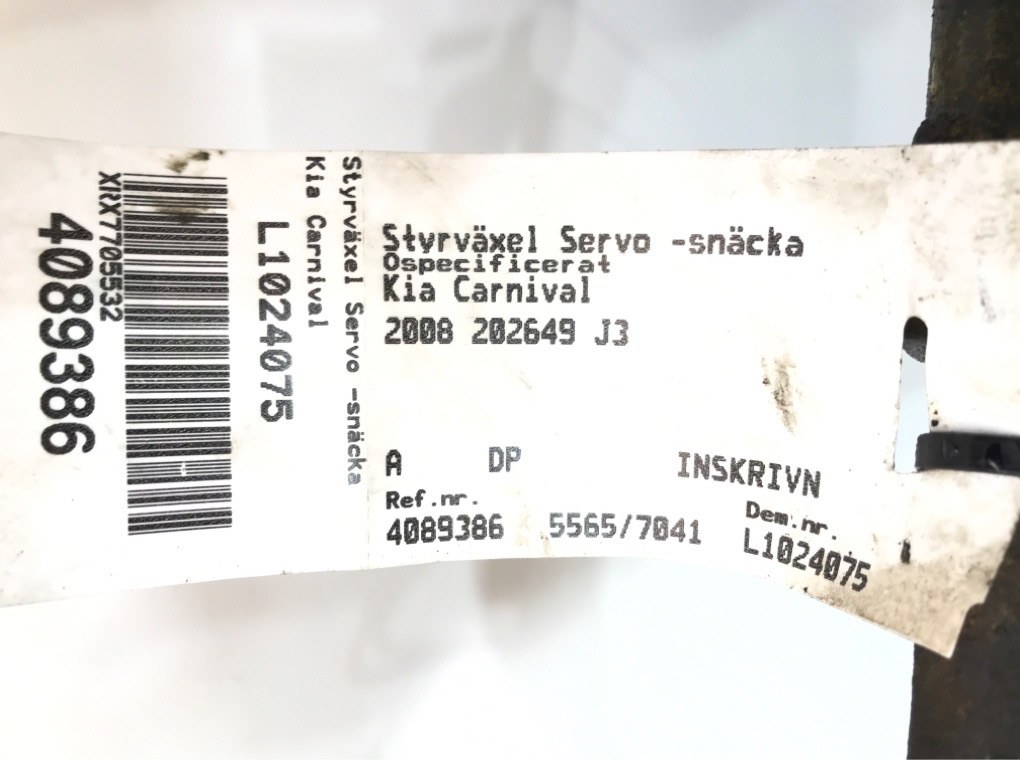 Styrväxel Servo -snäcka
Ospecificerat
Kia Carnival
2008 202649 J3
A DP INSKRIVN
Ref.nr. Dem.nr.
4089386 5565/7041 L1024075
Styrväxel Servo -snäcka
Kia Carnival
L1024075
XRX7705532
4089386